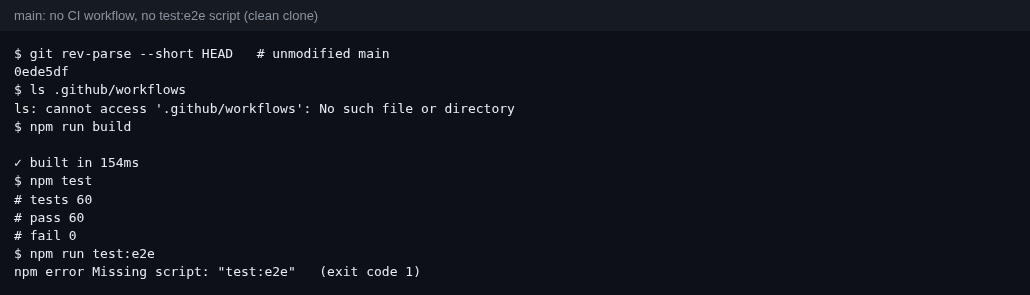 main: no CI workflow, no test:e2e script (clean clone)
$ git rev-parse --short HEAD   # unmodified main
0ede5df
$ ls .github/workflows
ls: cannot access '.github/workflows': No such file or directory
$ npm run build
✓ built in 154ms
$ npm test
# tests 60
# pass 60
# fail 0
$ npm run test:e2e
npm error Missing script: "test:e2e"   (exit code 1)